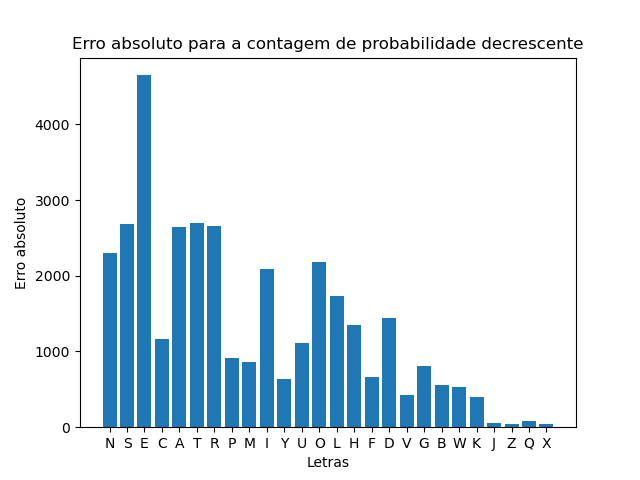 Erro absoluto para a contagem de probabilidade decrescente
Erro absoluto
4000
3000
2000
1000
0
N S E C A T R P M I Y U O L H F D V G B W K J Z Q X
Letras